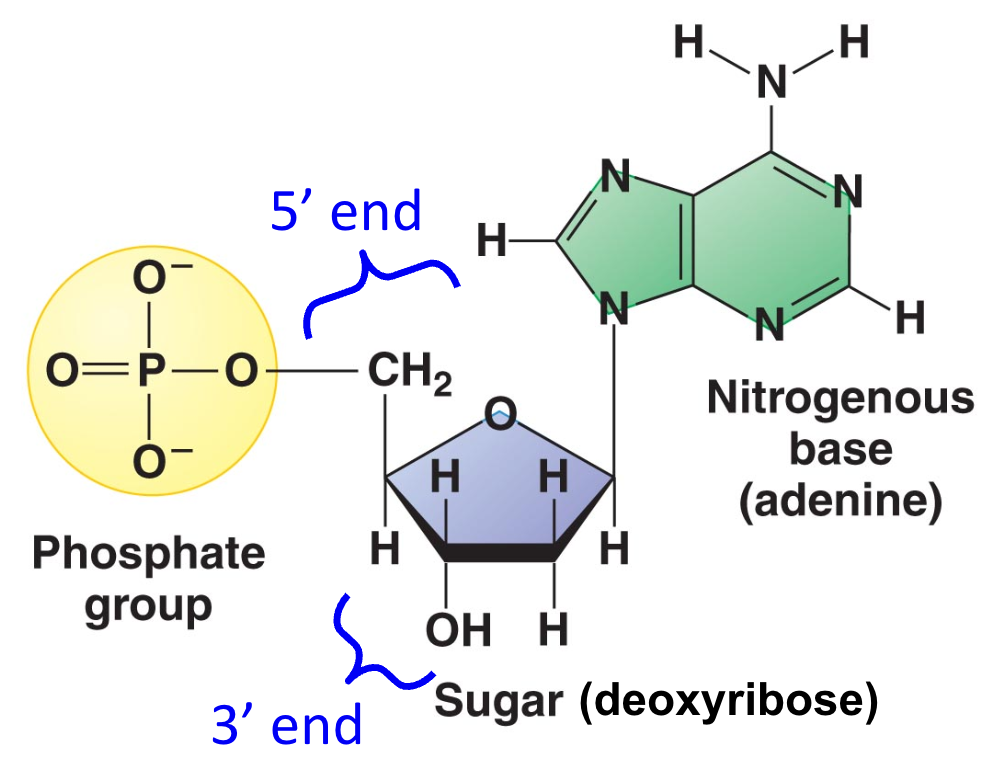 H H
N
N
N
5’ end
H
O⁻
N
N
H
O=P—O
CH₂
Nitrogenous
base
(adenine)
O
O⁻
H H
Phosphate
group
H
H
OH H
Sugar (deoxyribose)
3’ end